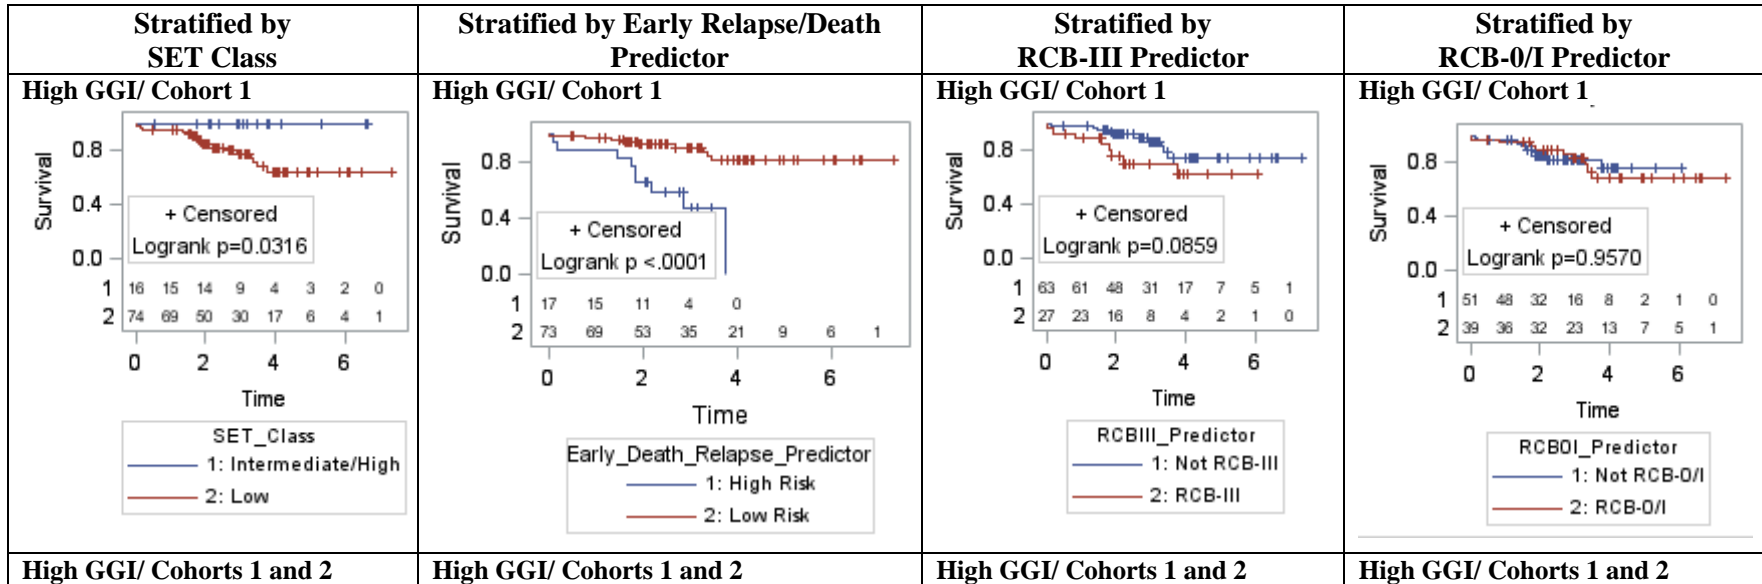 Stratified by
SET Class
Stratified by Early Relapse/Death
Predictor
Stratified by
RCB-III Predictor
Stratified by
RCB-0/I Predictor
High GGI/ Cohort 1
Survival
0.8
0.4
0.0
+ Censored
Logrank p=0.0316
1 16 15 14 9 4 3 2 0
2 74 69 50 30 17 6 4 1
0 2 4 6
Time
SET_Class
1: Intermediate/High
2: Low
High GGI/ Cohort 1
Survival
0.8
0.4
0.0
+ Censored
Logrank p <.0001
1 17 15 11 4 0
2 73 69 53 35 21 9 6 1
0 2 4 6
Time
Early_Death_Relapse_Predictor
1: High Risk
2: Low Risk
High GGI/ Cohort 1
Survival
0.8
0.4
0.0
+ Censored
Logrank p=0.0859
1 63 61 48 31 17 7 5 1
2 27 23 16 8 4 2 1 0
0 2 4 6
Time
RCBIII_Predictor
1: Not RCB-III
2: RCB-III
High GGI/ Cohort 1
Survival
0.8
0.4
0.0
+ Censored
Logrank p=0.9570
1 51 48 32 16 8 2 1 0
2 39 36 32 23 13 7 5 1
0 2 4 6
Time
RCB0I_Predictor
1: Not RCB-0/I
2: RCB-0/I
High GGI/ Cohorts 1 and 2
High GGI/ Cohorts 1 and 2
High GGI/ Cohorts 1 and 2
High GGI/ Cohorts 1 and 2